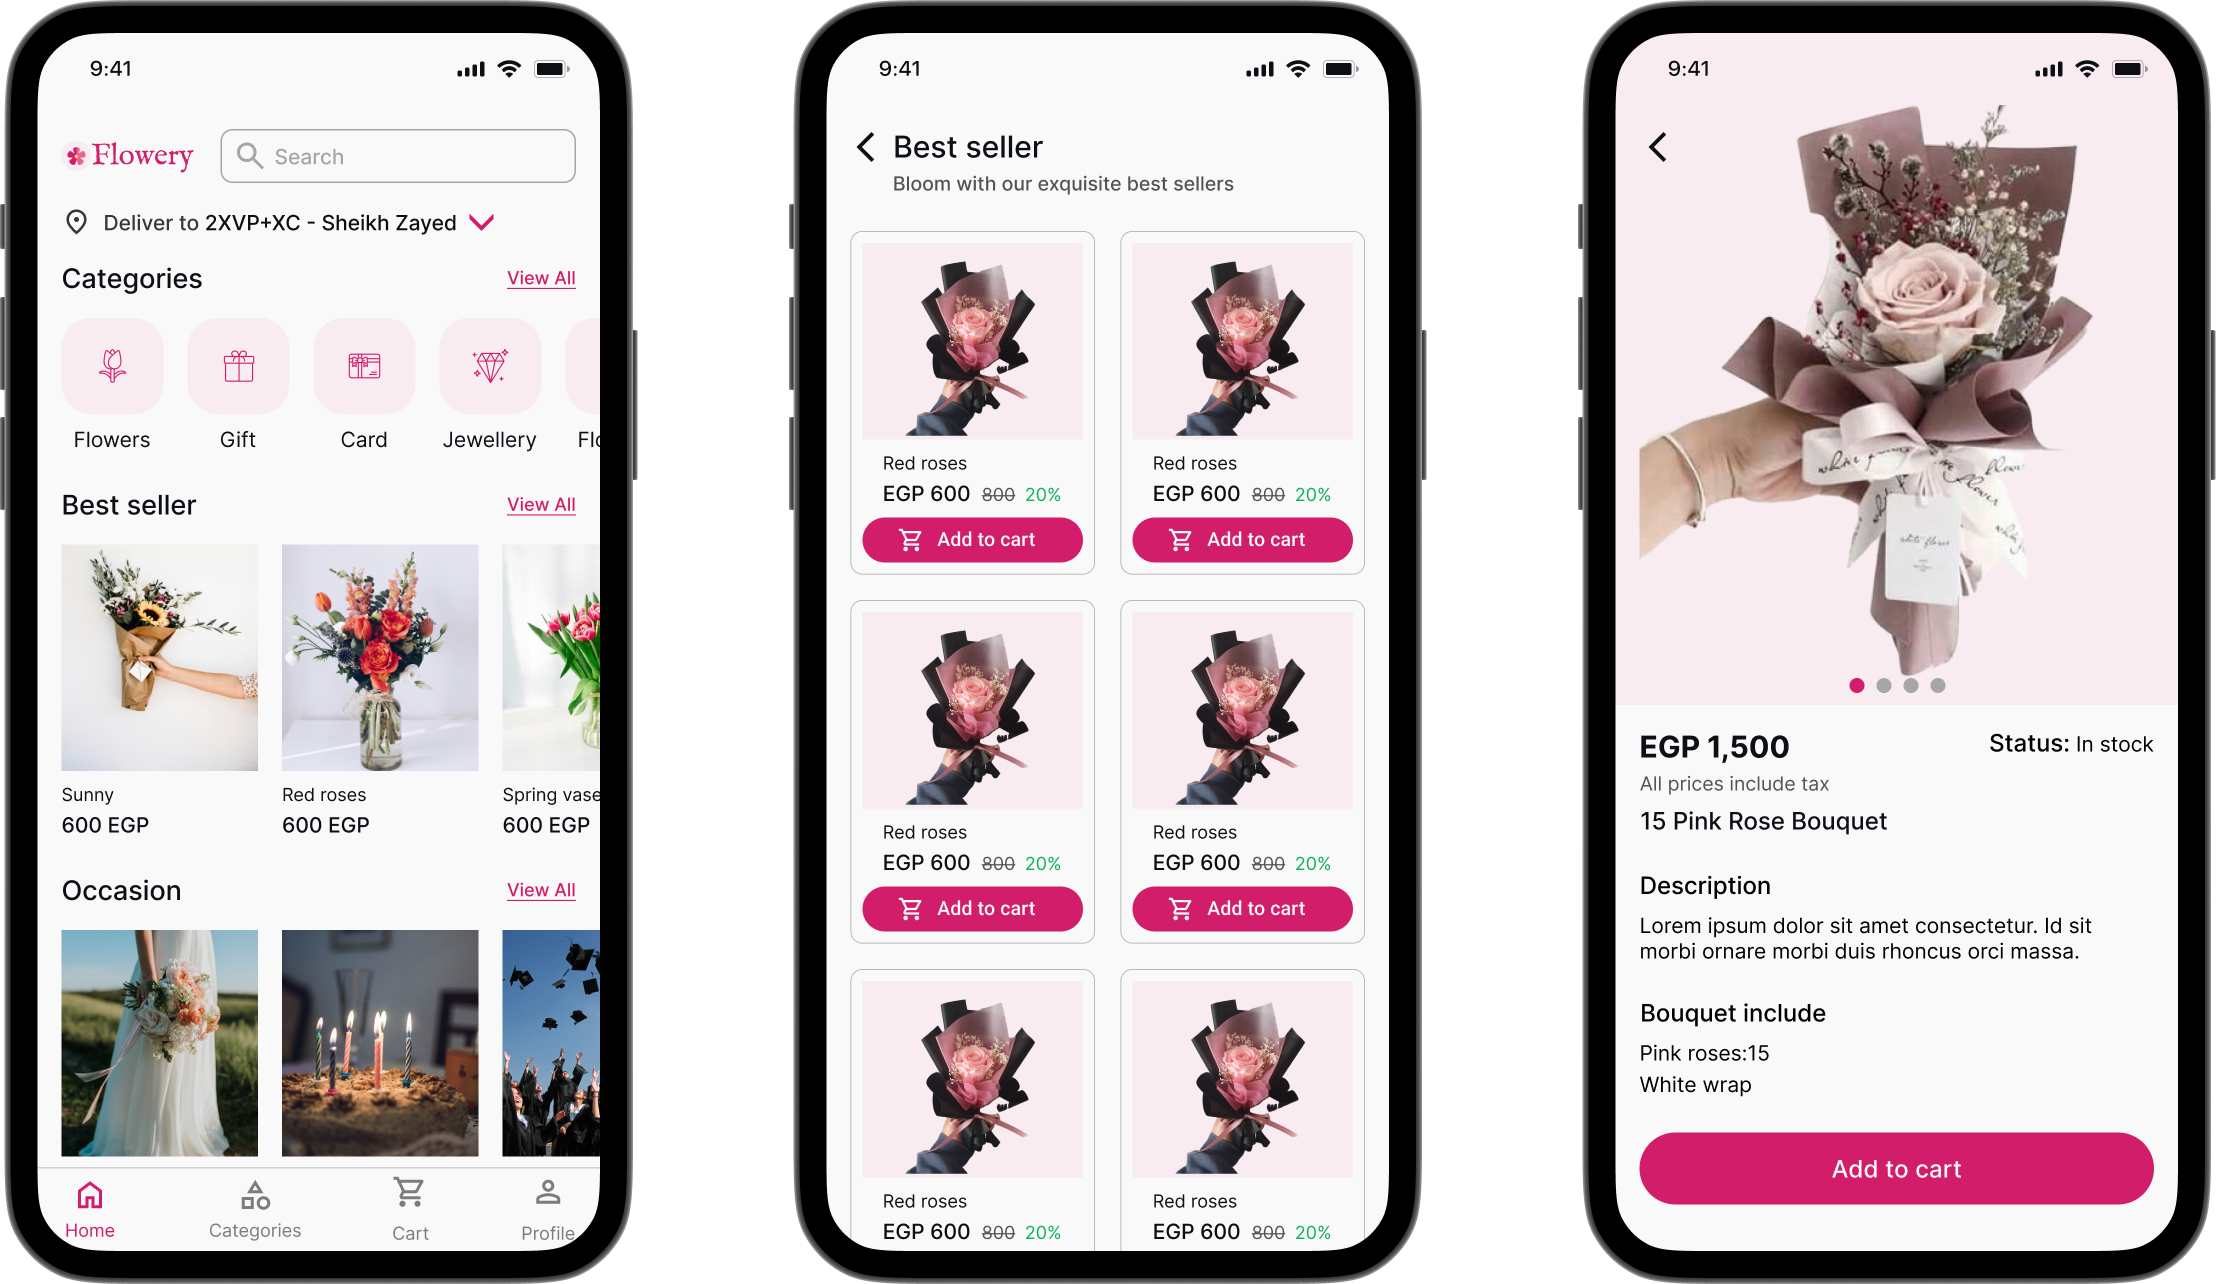 9:41
Flowery
Search
Deliver to 2XVP+XC - Sheikh Zayed
Categories
View All
Flowers
Gift
Card
Jewellery
Flo
Best seller
View All
Sunny
600 EGP
Red roses
600 EGP
Spring vase
600 EGP
Occasion
View All
Home
Categories
Cart
Profile
9:41
Best seller
Bloom with our exquisite best sellers
Red roses
EGP 600 800 20%
Add to cart
Red roses
EGP 600 800 20%
Add to cart
Red roses
EGP 600 800 20%
Add to cart
Red roses
EGP 600 800 20%
Add to cart
Red roses
EGP 600 800 20%
Red roses
EGP 600 800 20%
9:41
white flower
EGP 1,500
Status: In stock
All prices include tax
15 Pink Rose Bouquet
Description
Lorem ipsum dolor sit amet consectetur. Id sit
morbi ornare morbi duis rhoncus orci massa.
Bouquet include
Pink roses:15
White wrap
Add to cart